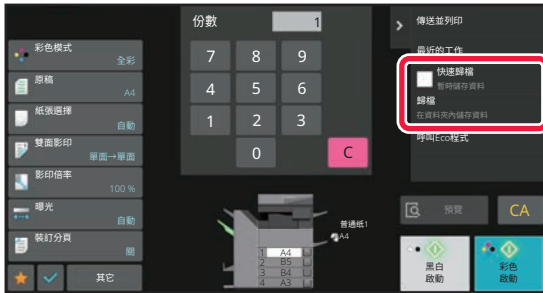 彩色模式
全彩
原稿
A4
紙張選擇
自動
雙面影印
單面→單面
影印倍率
100 %
曝光
自動
裝訂分頁
關
其它
份數
1
7 8 9
4 5 6
1 2 3
0 C
1 A4
2 B5
3 B4
4 A3
普通紙1
A4
傳送並列印
最近的工作
快速歸檔
暫時儲存資料
歸檔
在資料夾內儲存資料
呼叫Eco程式
預覽
CA
黑白
啟動
彩色
啟動